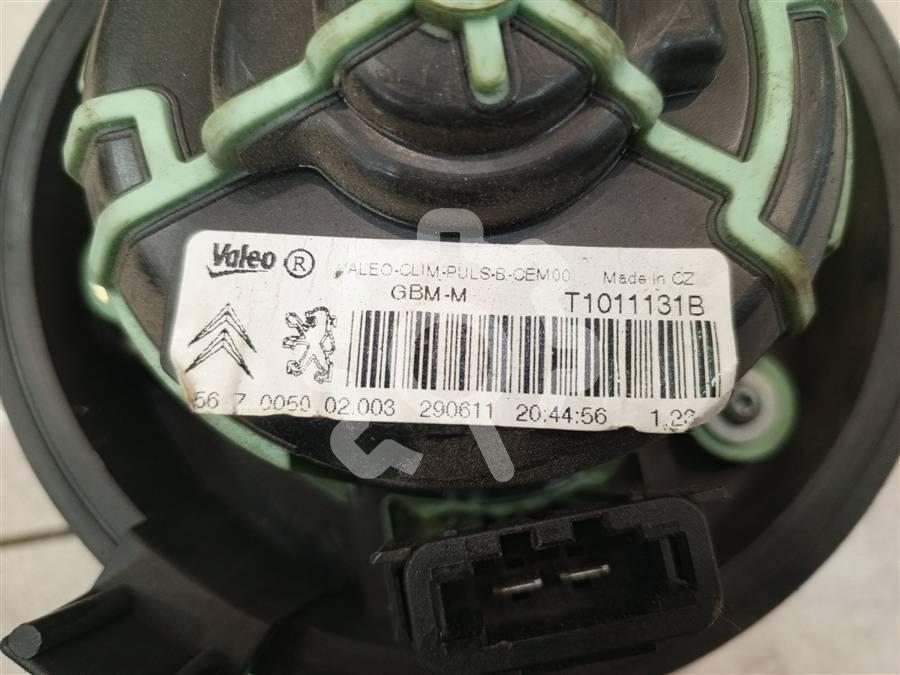 Valeo ® VALEO-CLIM-PULS-B-CEM00 Made in CZ
GBM-M T1011131B
56 7 0050 02.003 290611 20:44:56